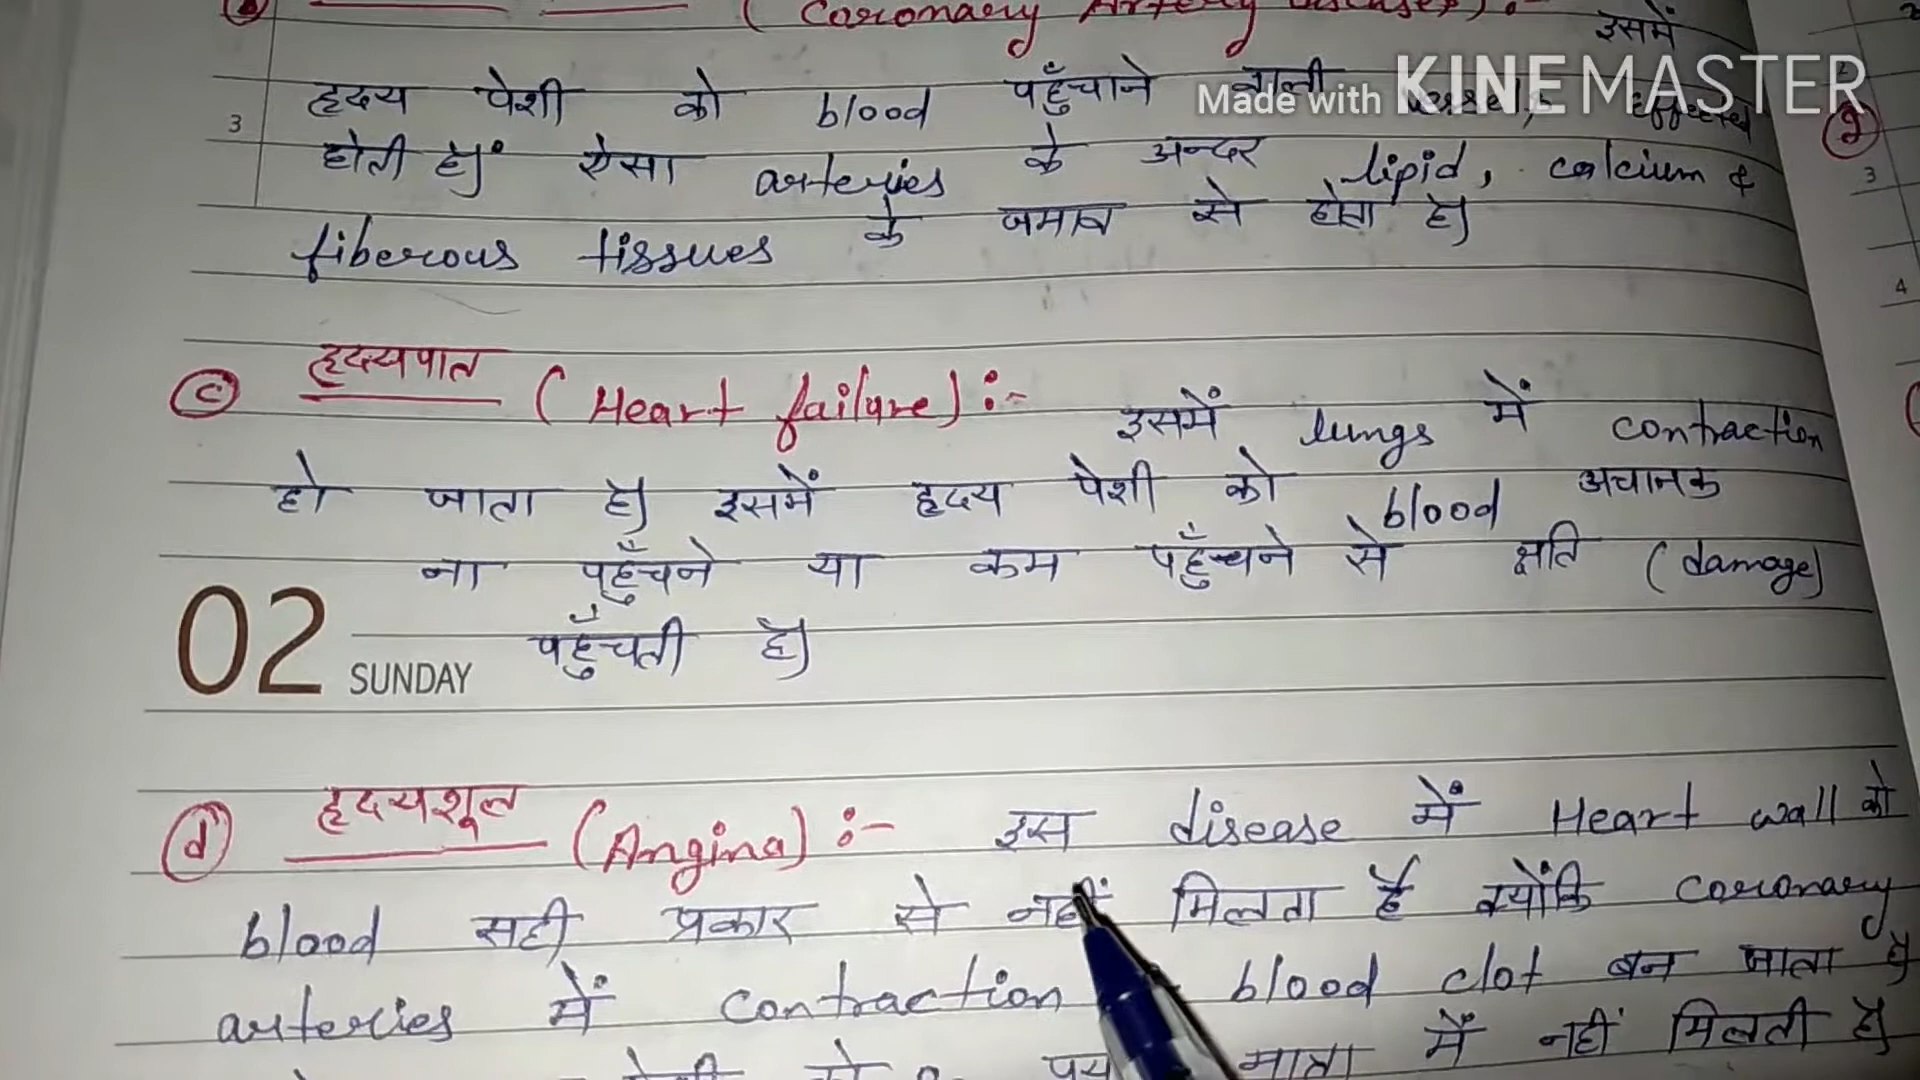 (Coronary Artery Diseases) :-
इसमें
Made with KINEMASTER
हृदय पेशी को blood पहुँचाने वाली
3 होती है। ऐसा arteries के अन्दर lipid, calcium &
fiberous tissues के जमाव से होता है।
c हृदयपात (Heart failure) :- इसमें lungs में contraction
हो जाता है। इसमें हृदय पेशी को blood अचानक
ना पहुँचने या कम पहुँचने से क्षति (damage)
02 SUNDAY पहुँचती है।
d हृदयशूल (Angina) :- इस disease में Heart wall को
blood सही प्रकार से नहीं मिलता है क्योंकि coronary
arteries में contraction blood clot बन जाता है
मात्रा में नहीं मिलती है।
3
4